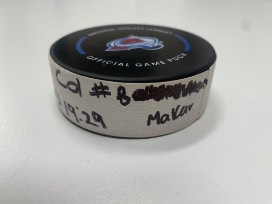 OFFICIAL GAME PUCK
Col # 8
19:29 Makar